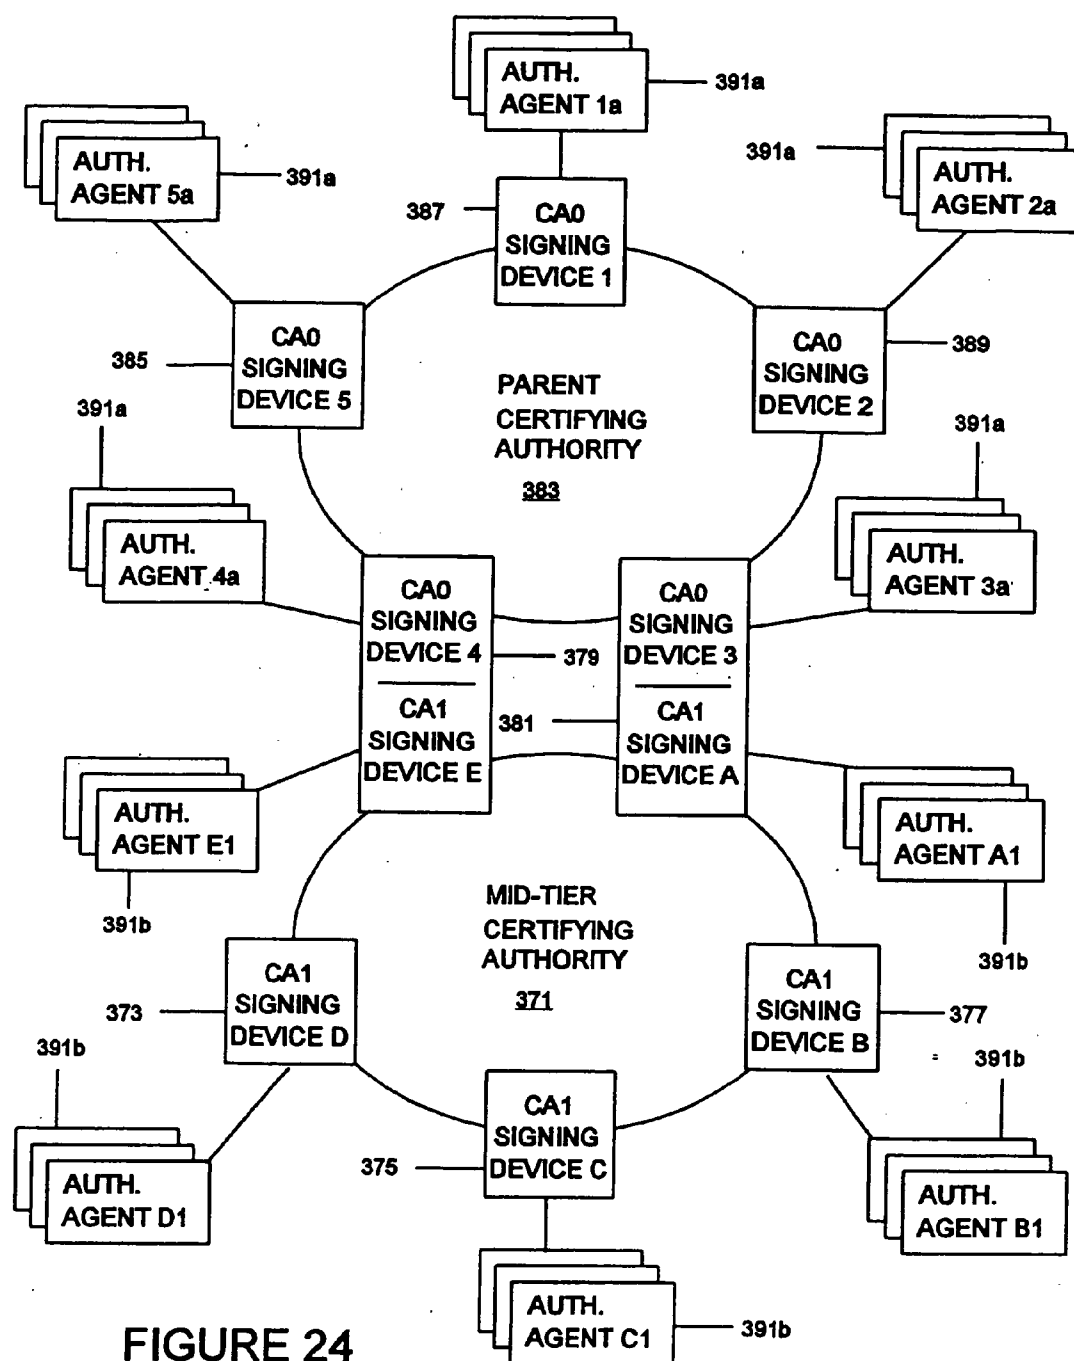 AUTH.
AGENT 1a
391a
AUTH.
AGENT 5a
391a
391a
AUTH.
AGENT 2a
387
CA0
SIGNING
DEVICE 1
385
CA0
SIGNING
DEVICE 5
CA0
SIGNING
DEVICE 2
389
PARENT
CERTIFYING
AUTHORITY
383
391a
AUTH.
AGENT 4a
391a
AUTH.
AGENT 3a
CA0
SIGNING
DEVICE 4
379
CA0
SIGNING
DEVICE 3
CA1
SIGNING
DEVICE E
381
CA1
SIGNING
DEVICE A
AUTH.
AGENT E1
391b
AUTH.
AGENT A1
391b
MID-TIER
CERTIFYING
AUTHORITY
371
373
CA1
SIGNING
DEVICE D
CA1
SIGNING
DEVICE B
377
391b
AUTH.
AGENT D1
375
CA1
SIGNING
DEVICE C
391b
AUTH.
AGENT B1
AUTH.
AGENT C1
391b
FIGURE 24